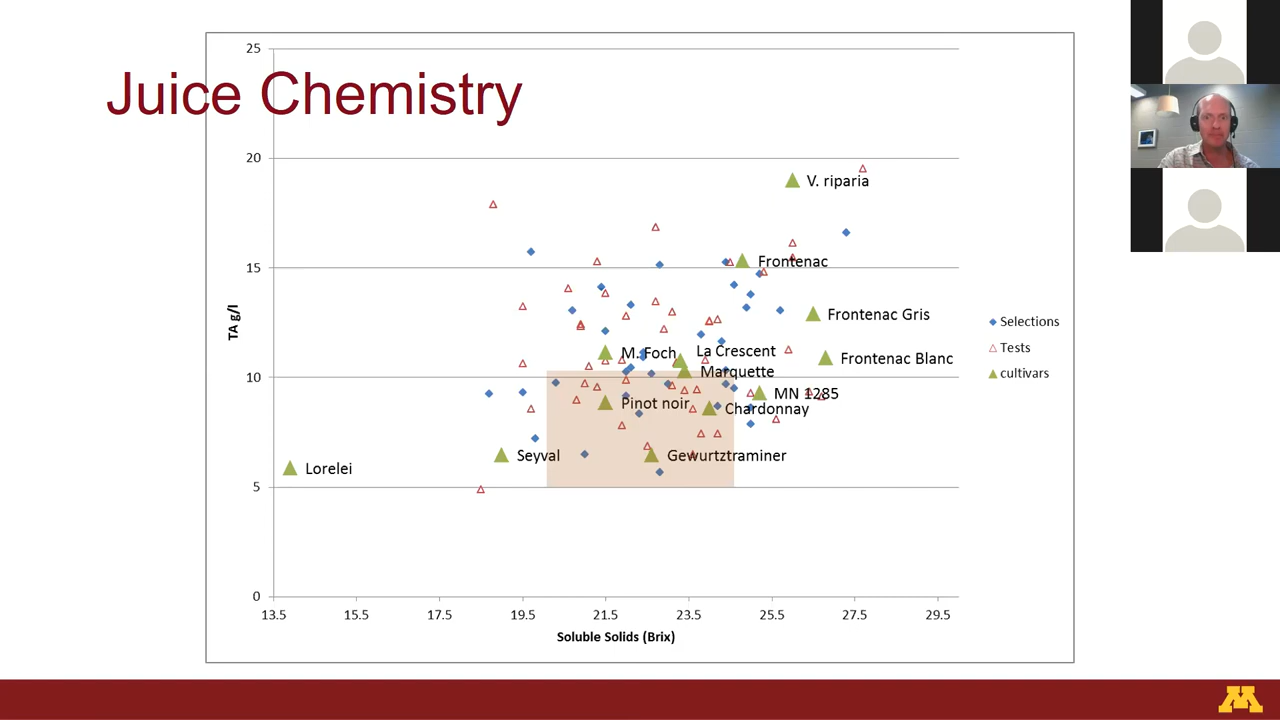 Juice Chemistry
25
20
15
10
5
0
TA g/l
13.5 15.5 17.5 19.5 21.5 23.5 25.5 27.5 29.5
Soluble Solids (Brix)
V. riparia
Frontenac
Frontenac Gris
M. Foch
La Crescent
Frontenac Blanc
Marquette
MN 1285
Pinot noir
Chardonnay
Seyval
Gewurtztraminer
Lorelei
Selections
Tests
cultivars
M